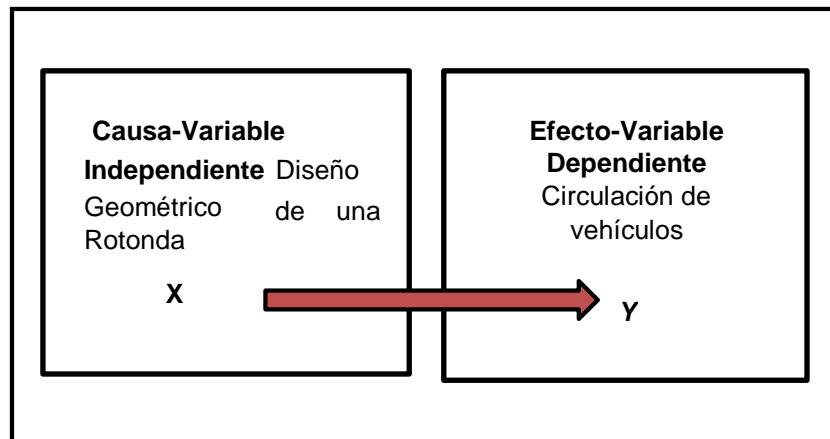 Causa-Variable
Independiente Diseño
Geométrico de una
Rotonda
X
Efecto-Variable
Dependiente
Circulación de
vehículos
Y